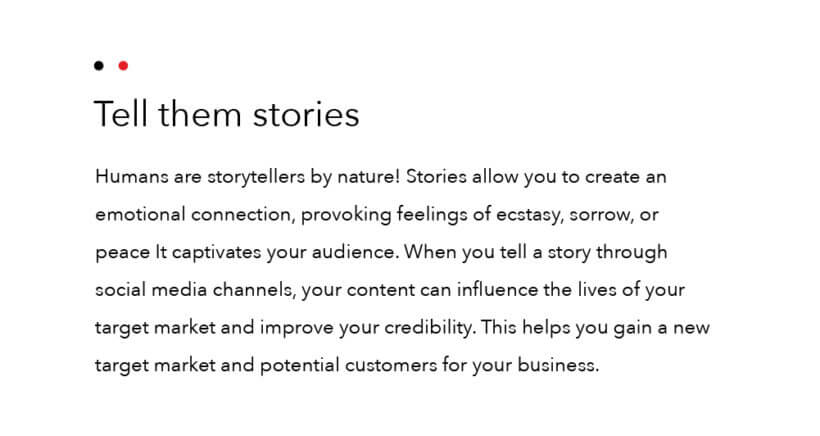 Tell them stories
Humans are storytellers by nature! Stories allow you to create an
emotional connection, provoking feelings of ecstasy, sorrow, or
peace It captivates your audience. When you tell a story through
social media channels, your content can influence the lives of your
target market and improve your credibility. This helps you gain a new
target market and potential customers for your business.